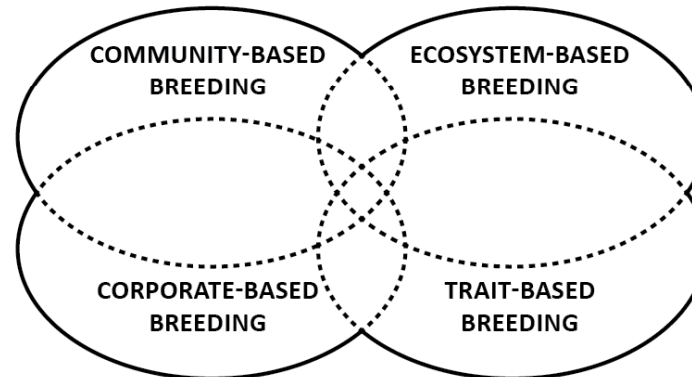 COMMUNITY-BASED
BREEDING
ECOSYSTEM-BASED
BREEDING
CORPORATE-BASED
BREEDING
TRAIT-BASED
BREEDING